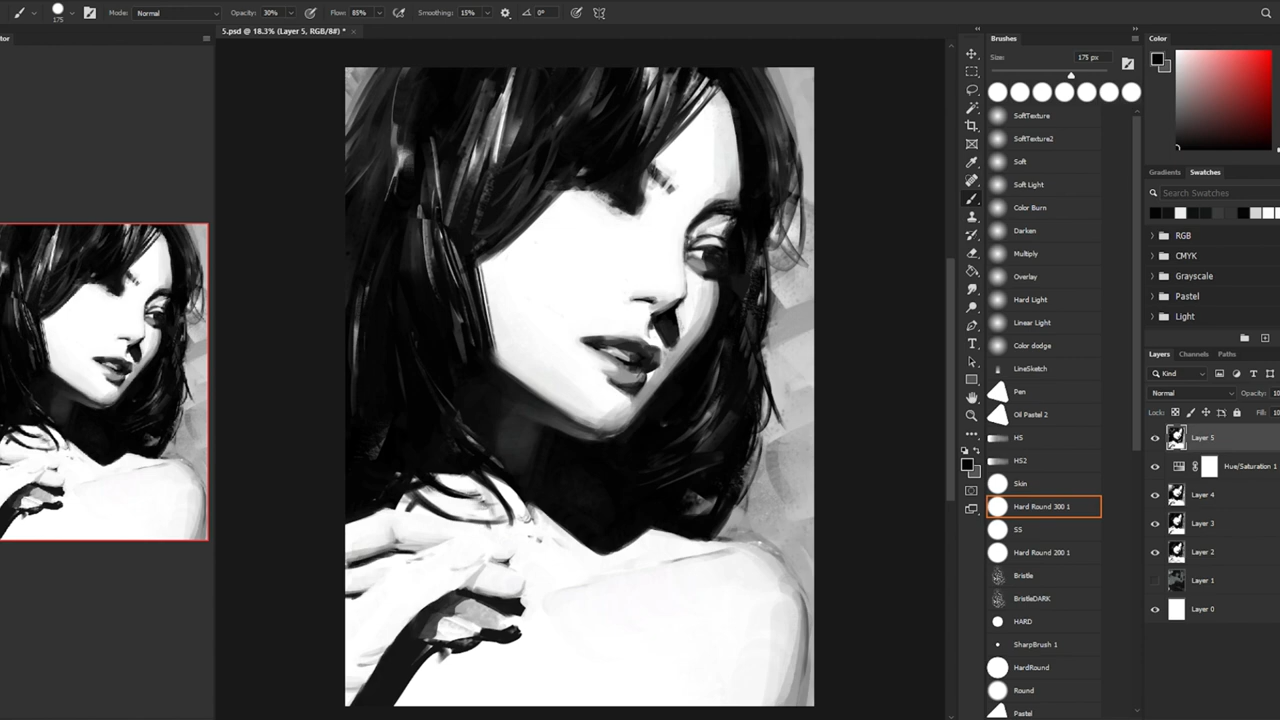 175
Mode: Normal
Opacity: 30%
Flow: 85%
Smoothing: 15%
0°
5.psd @ 18.3% (Layer 5, RGB/8#) *
Brushes
Size:
175 px
SoftTexture
SoftTexture2
Soft
Soft Light
Color Burn
Darken
Multiply
Overlay
Hard Light
Linear Light
Color dodge
LineSketch
Pen
Oil Pastel 2
HS
HS2
Skin
Hard Round 300 1
SS
Hard Round 200 1
Bristle
BristleDARK
HARD
SharpBrush 1
HardRound
Round
Pastel
Color
Gradients
Swatches
Search Swatches
RGB
CMYK
Grayscale
Pastel
Light
Layers
Channels
Paths
Kind
Normal
Opacity: 10
Lock:
Fill: 10
Layer 5
Hue/Saturation 1
Layer 4
Layer 3
Layer 2
Layer 1
Layer 0